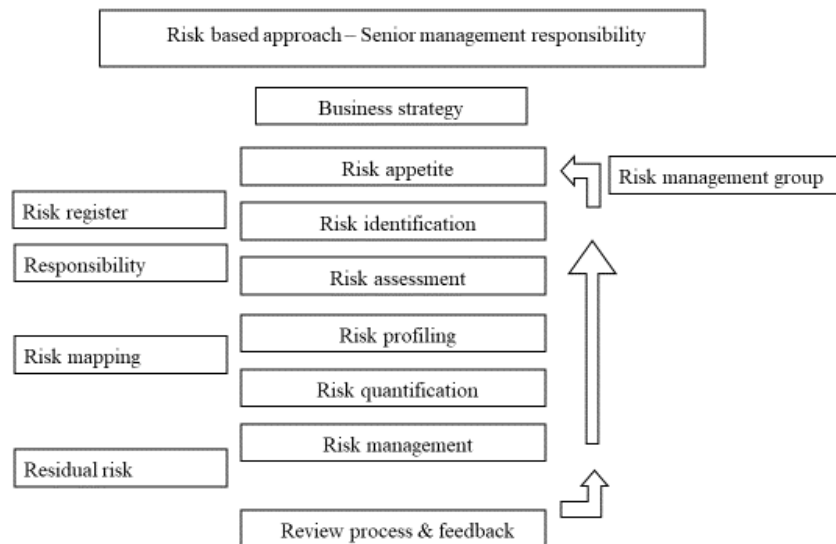 Risk based approach – Senior management responsibility
Business strategy
Risk appetite
Risk management group
Risk register
Risk identification
Responsibility
Risk assessment
Risk profiling
Risk mapping
Risk quantification
Risk management
Residual risk
Review process & feedback